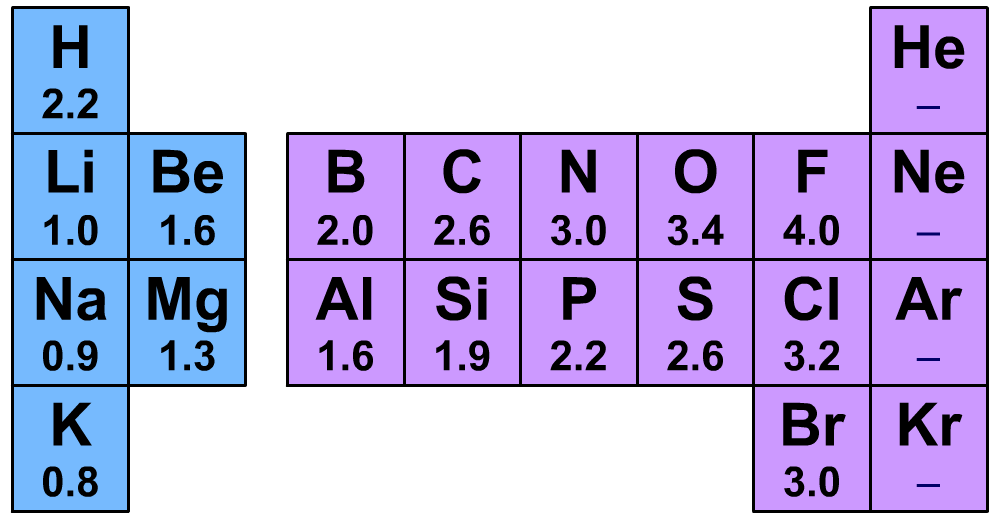 H He
2.2 –
Li Be B C N O F Ne
1.0 1.6 2.0 2.6 3.0 3.4 4.0 –
Na Mg Al Si P S Cl Ar
0.9 1.3 1.6 1.9 2.2 2.6 3.2 –
K Br Kr
0.8 3.0 –